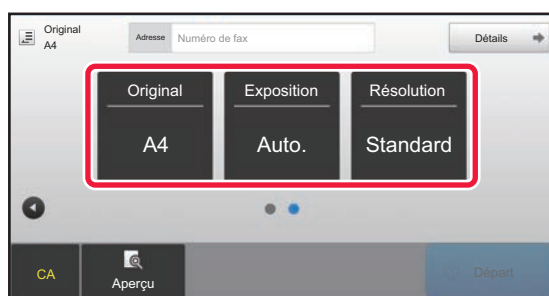 Original
A4
Adresse Numéro de fax
Détails
Original Exposition Résolution
A4 Auto. Standard
CA
Aperçu
Départ